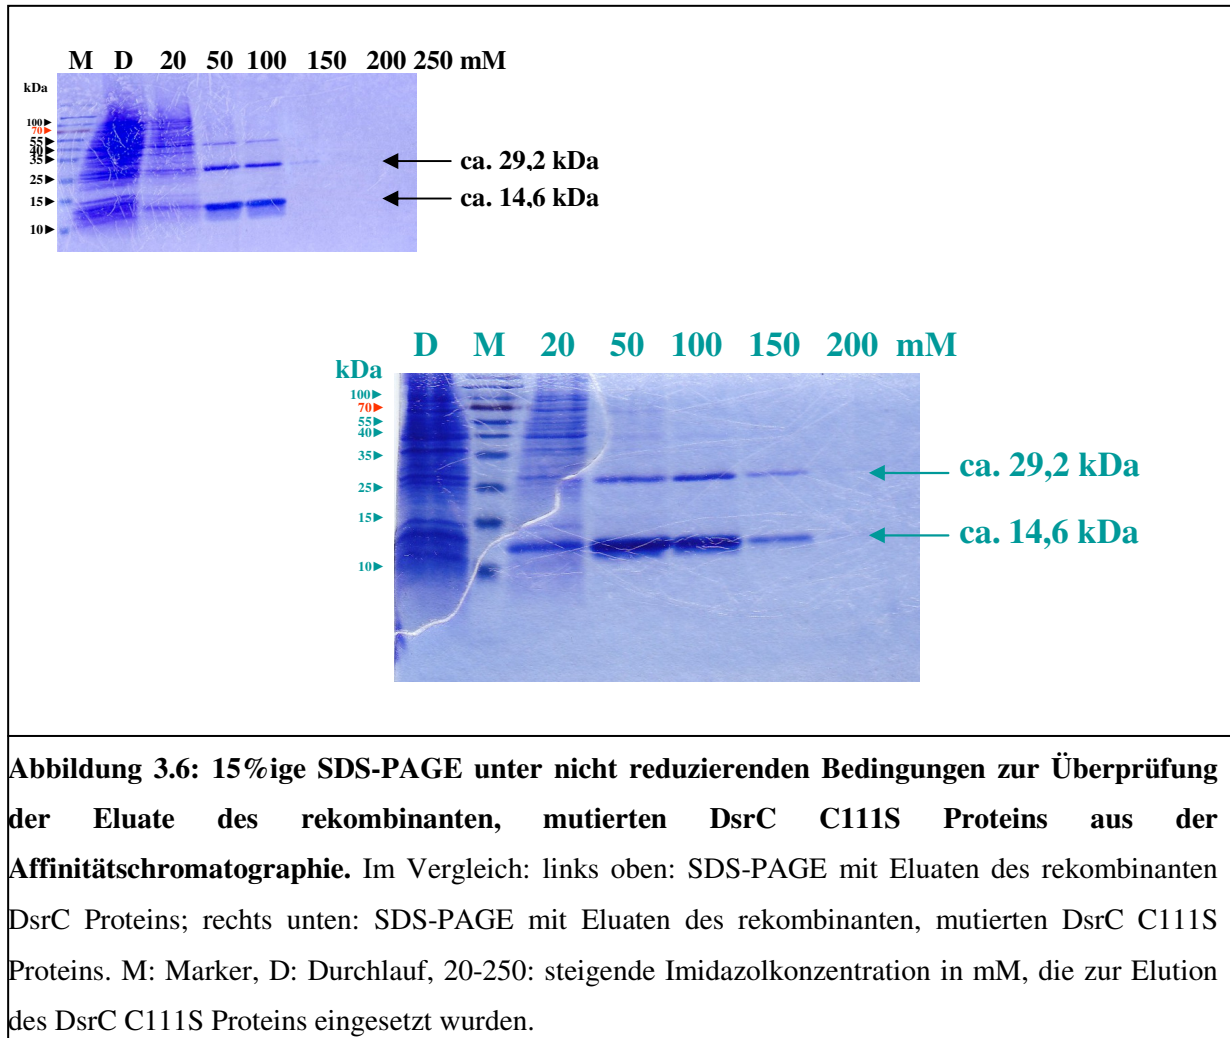 M D 20 50 100 150 200 250 mM
kDa
100
70
55
40
35
ca. 29,2 kDa
25
15
ca. 14,6 kDa
10
D M 20 50 100 150 200 mM
kDa
100
70
55
40
35
ca. 29,2 kDa
25
15
ca. 14,6 kDa
10
Abbildung 3.6: 15%ige SDS-PAGE unter nicht reduzierenden Bedingungen zur Überprüfung
der Eluate des rekombinanten, mutierten DsrC C111S Proteins aus der
Affinitätschromatographie. Im Vergleich: links oben: SDS-PAGE mit Eluaten des rekombinanten
DsrC Proteins; rechts unten: SDS-PAGE mit Eluaten des rekombinanten, mutierten DsrC C111S
Proteins. M: Marker, D: Durchlauf, 20-250: steigende Imidazolkonzentration in mM, die zur Elution
des DsrC C111S Proteins eingesetzt wurden.